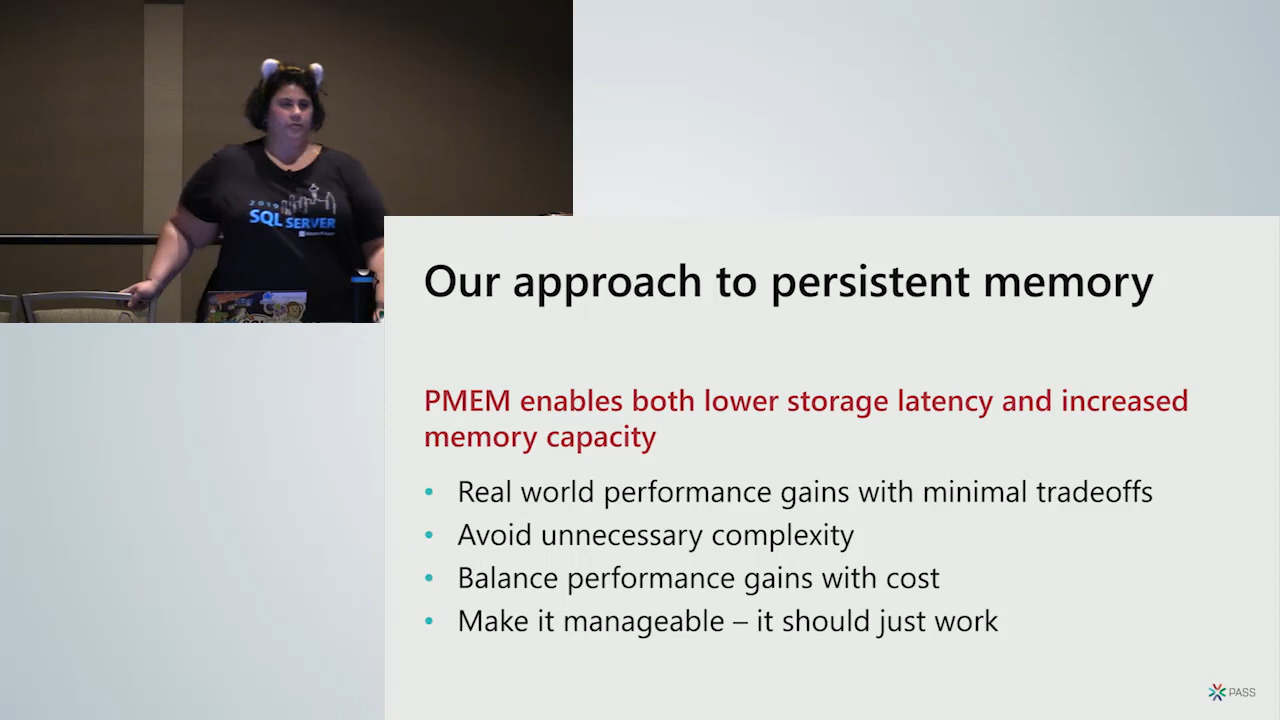 2019
SQL SERVER
Our approach to persistent memory
PMEM enables both lower storage latency and increased
memory capacity
• Real world performance gains with minimal tradeoffs
• Avoid unnecessary complexity
• Balance performance gains with cost
• Make it manageable – it should just work
PASS